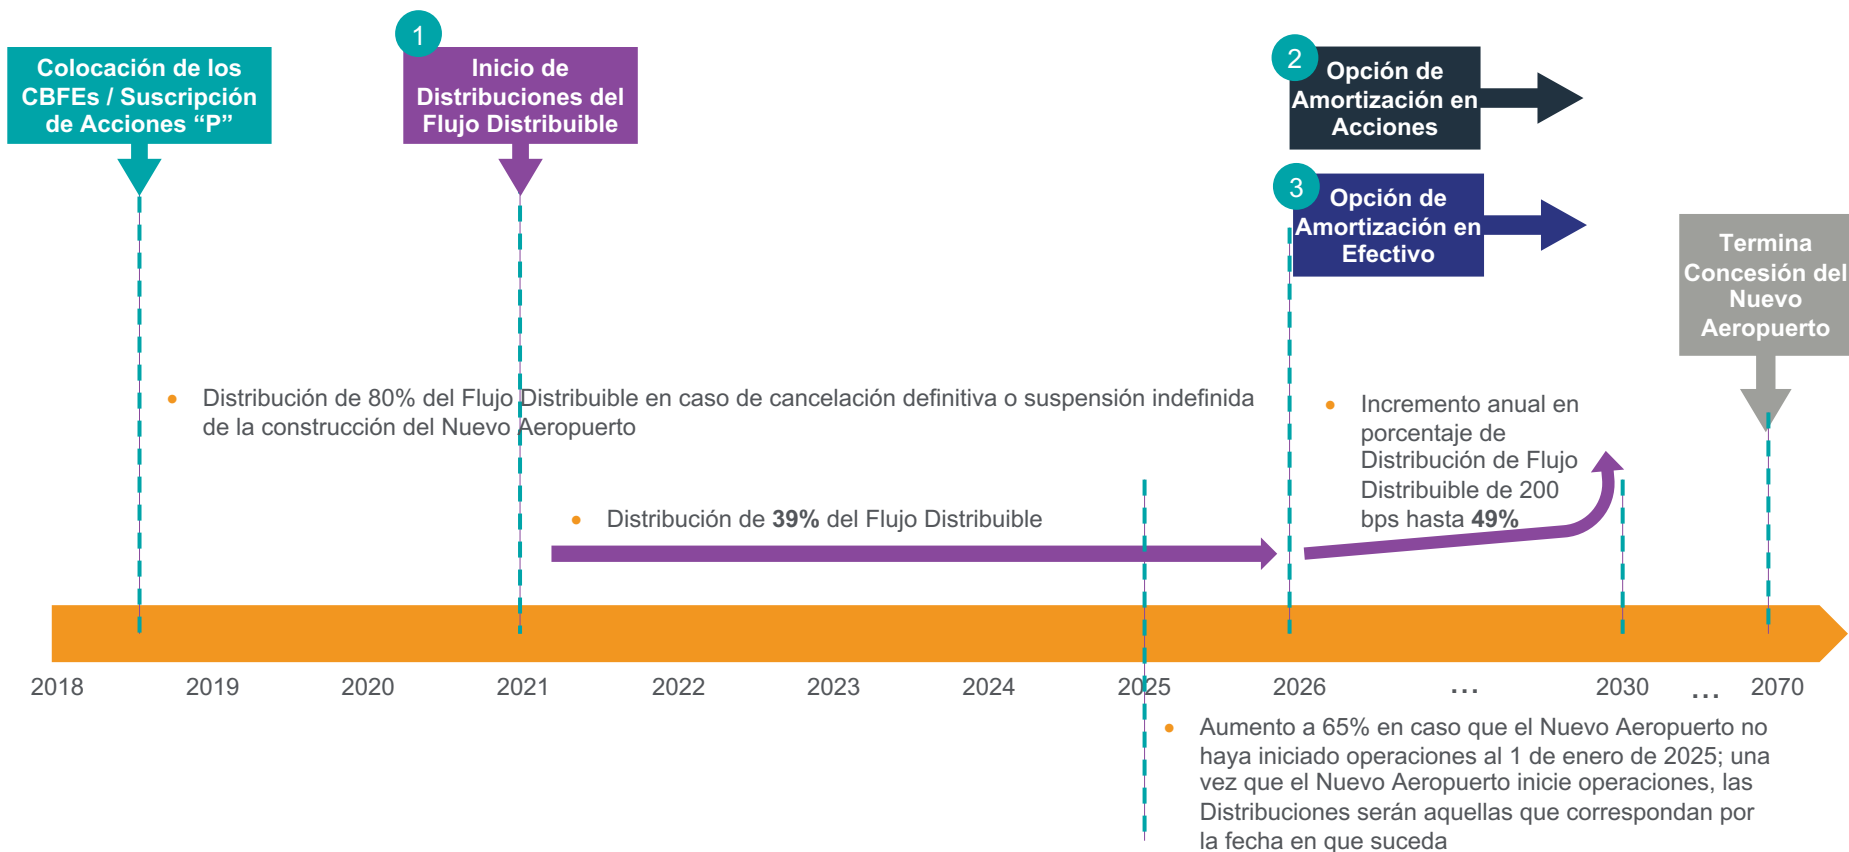 1
Colocación de los
CBFEs / Suscripción
de Acciones “P”
Inicio de
Distribuciones del
Flujo Distribuible
2
Opción de
Amortización en
Acciones
3
Opción de
Amortización en
Efectivo
Termina
Concesión del
Nuevo
Aeropuerto
• Distribución de 80% del Flujo Distribuible en caso de cancelación definitiva o suspensión indefinida
de la construcción del Nuevo Aeropuerto
• Incremento anual en
porcentaje de
Distribución de Flujo
Distribuible de 200
bps hasta 49%
• Distribución de 39% del Flujo Distribuible
2018 2019 2020 2021 2022 2023 2024 2025 2026 ... 2030 ... 2070
• Aumento a 65% en caso que el Nuevo Aeropuerto no
haya iniciado operaciones al 1 de enero de 2025; una
vez que el Nuevo Aeropuerto inicie operaciones, las
Distribuciones serán aquellas que correspondan por
la fecha en que suceda